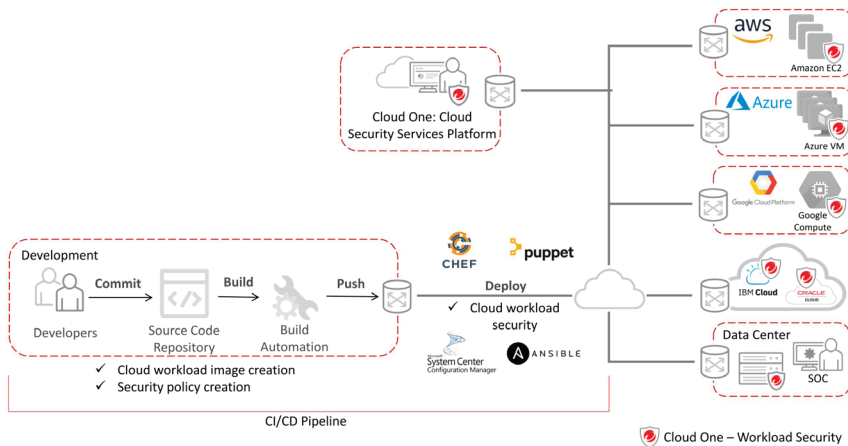 aws
Amazon EC2
Cloud One: Cloud
Security Services Platform
Azure
Azure VM
Google Cloud Platform
Google
Compute
Development
Commit
Build
Push
Developers
Source Code
Repository
Build
Automation
CHEF
puppet
Deploy
✓ Cloud workload
security
Microsoft
System Center
Configuration Manager
A ANSIBLE
IBM Cloud
ORACLE
CLOUD
Data Center
SOC
✓ Cloud workload image creation
✓ Security policy creation
CI/CD Pipeline
Cloud One – Workload Security